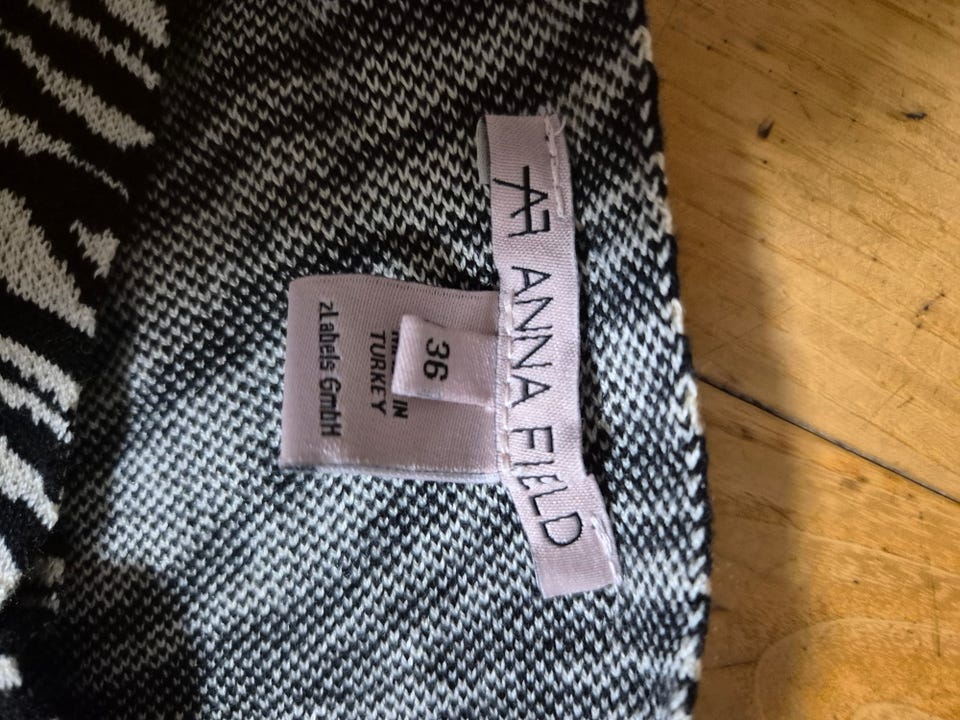 AF ANNA FIELD
36
IN
TURKEY
zLabels GmbH